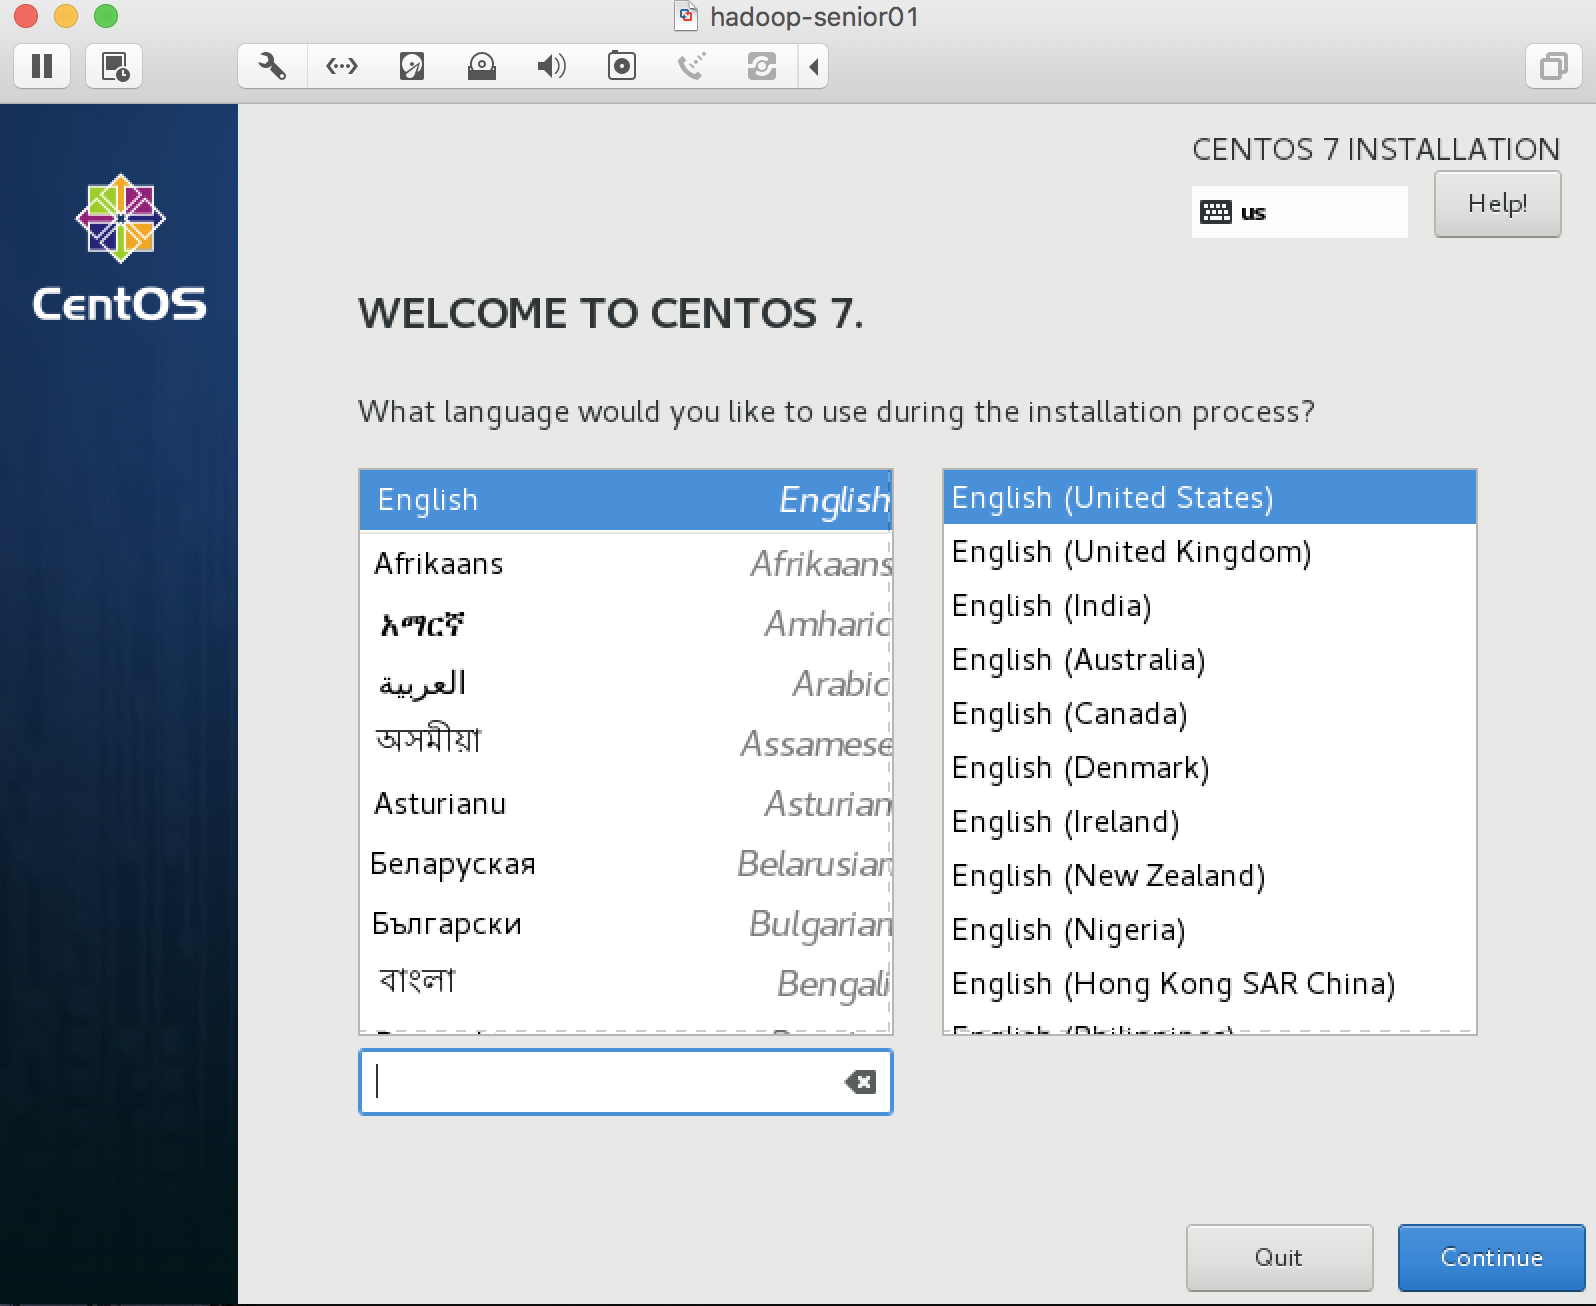 hadoop-senior01
CentOS
CENTOS 7 INSTALLATION
us
Help!
WELCOME TO CENTOS 7.
What language would you like to use during the installation process?
English English
Afrikaans Afrikaans
አማርኛ Amharic
العربية Arabic
অসমীয়া Assamese
Asturianu Asturian
Беларуская Belarusian
Български Bulgarian
বাংলা Bengali
English (United States)
English (United Kingdom)
English (India)
English (Australia)
English (Canada)
English (Denmark)
English (Ireland)
English (New Zealand)
English (Nigeria)
English (Hong Kong SAR China)
English (Philippines)
Quit
Continue